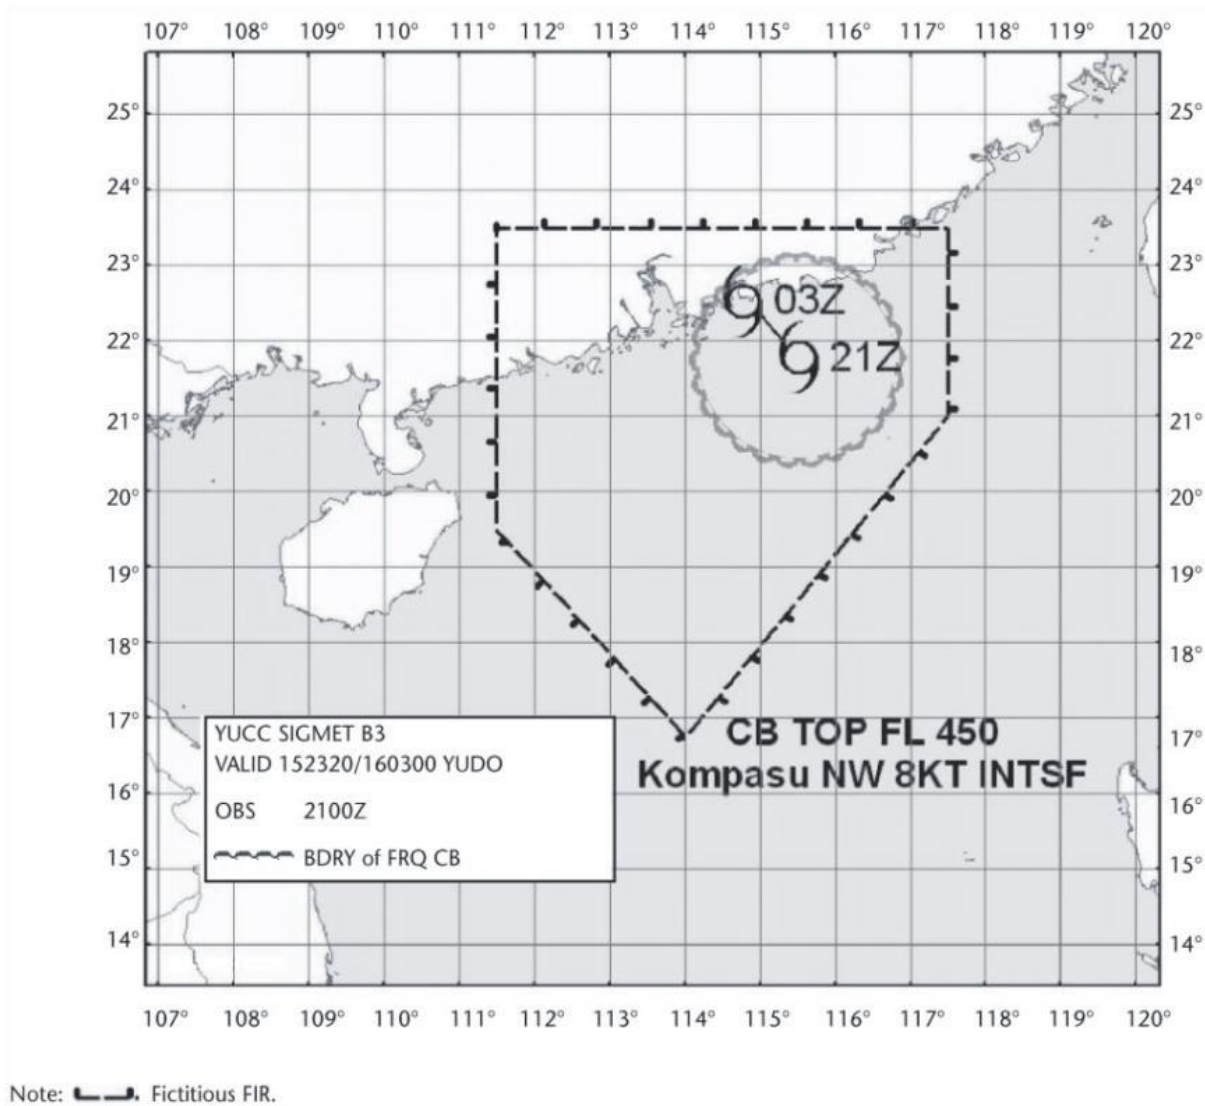 107° 108° 109° 110° 111° 112° 113° 114° 115° 116° 117° 118° 119° 120°
25° 25°
24° 24°
23° 23°
03Z
22° 22°
21Z
21° 21°
20° 20°
19° 19°
18° 18°
17° 17°
CB TOP FL 450
Kompasu NW 8KT INTSF
YUCC SIGMET B3
VALID 152320/160300 YUDO
OBS 2100Z
BDRY of FRQ CB
16° 16°
15° 15°
14° 14°
107° 108° 109° 110° 111° 112° 113° 114° 115° 116° 117° 118° 119° 120°
Note: Fictitious FIR.